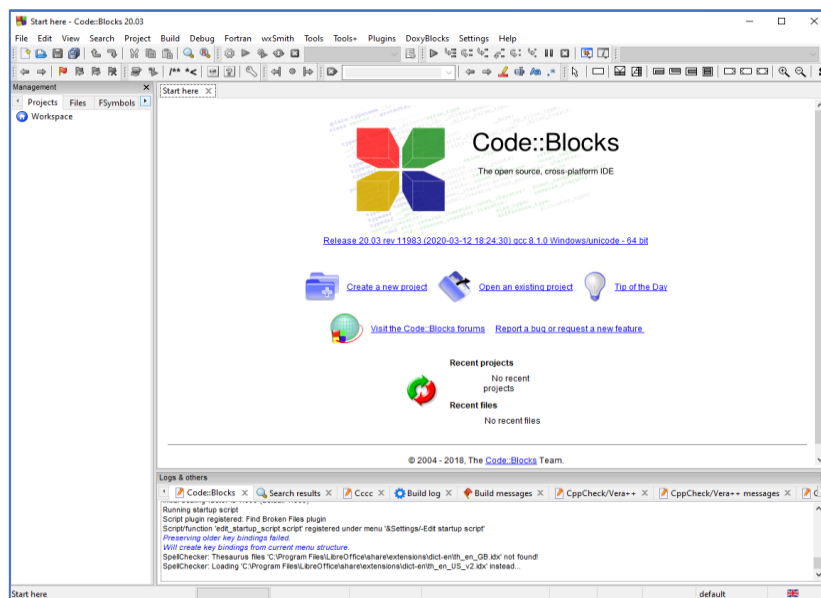 Start here - Code::Blocks 20.03
File Edit View Search Project Build Debug Fortran wxSmith Tools Tools+ Plugins DoxyBlocks Settings Help
Management
Projects Files FSymbols
Workspace
Start here
Code::Blocks
The open source, cross-platform IDE
Release 20.03 rev 11983 (2020-03-12 18:24:30) gcc 8.1.0 Windows/unicode - 64 bit
Create a new project Open an existing project Tip of the Day
Visit the Code::Blocks forums Report a bug or request a new feature
Recent projects
No recent
projects
Recent files
No recent files
© 2004 - 2018, The Code::Blocks Team.
Logs & others
Code::Blocks Search results Cccc Build log Build messages CppCheck/Vera++ CppCheck/Vera++ messages
Running startup script
Script plugin registered: Find Broken Files plugin
Script/function 'edit_startup_script.script' registered under menu '&Settings/-Edit startup script'
Preserving older key bindings failed.
Will create key bindings from current menu structure.
SpellChecker: Thesaurus files 'C:\Program Files\LibreOffice\share\extensions\dict-en\th_en_GB.idx' not found!
SpellChecker: Loading 'C:\Program Files\LibreOffice\share\extensions\dict-en\th_en_US_v2.idx' instead...
Start here default